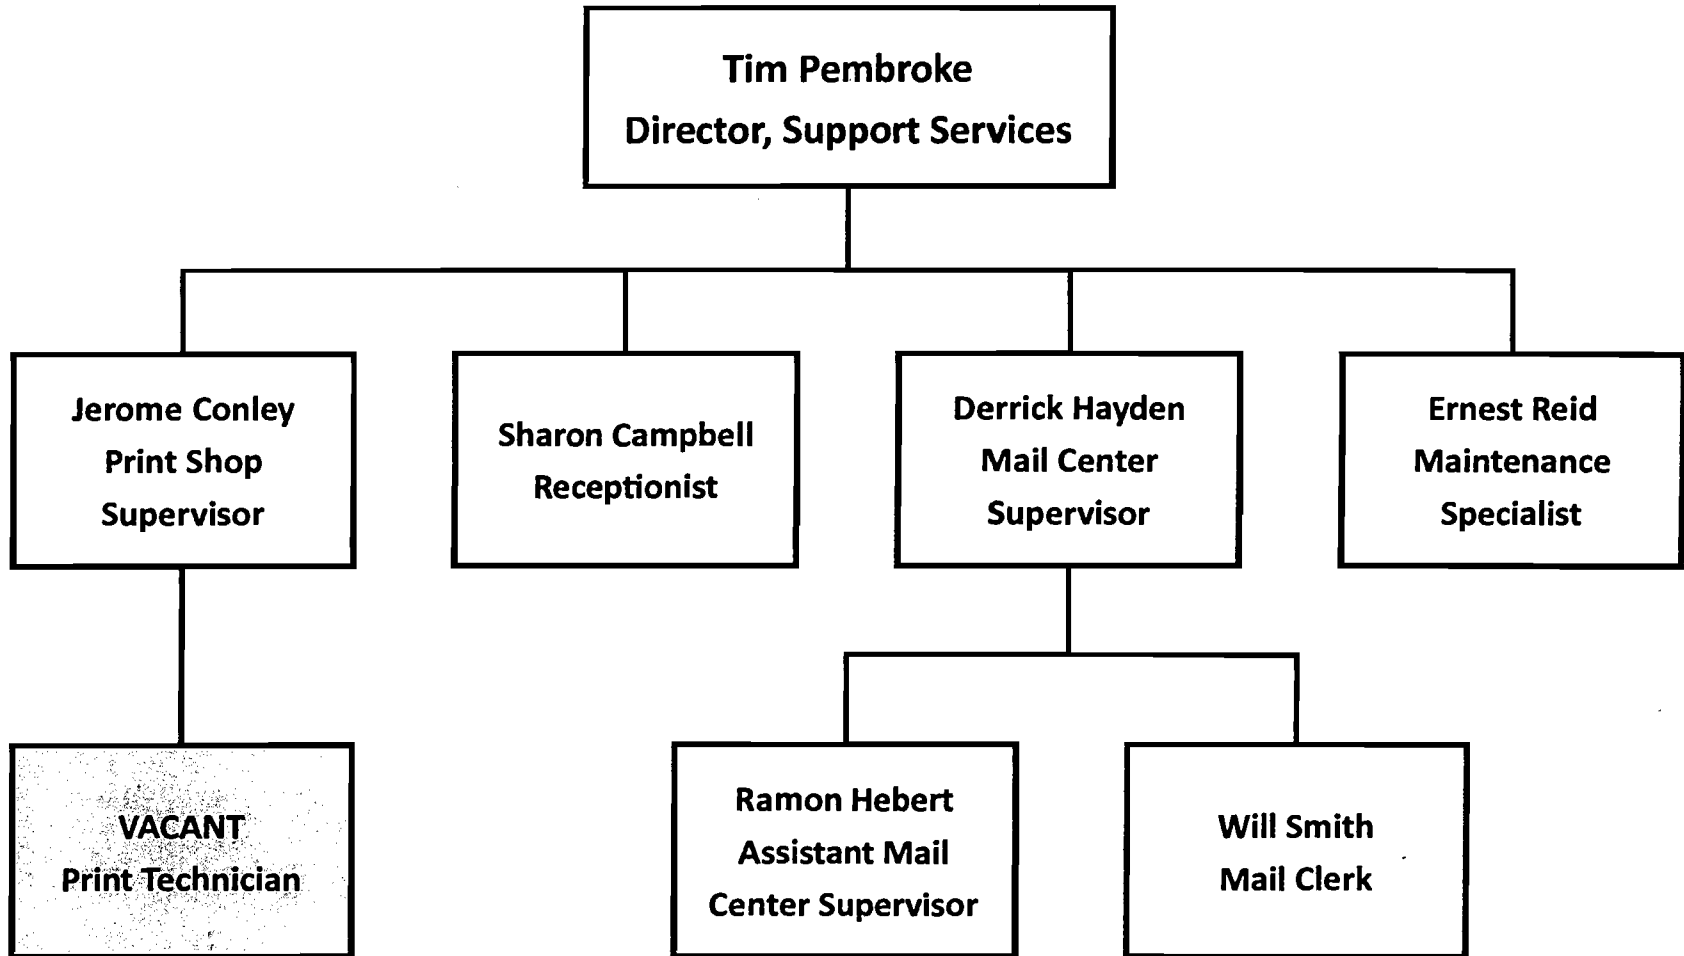 Tim Pembroke
Director, Support Services
Jerome Conley
Print Shop
Supervisor
Sharon Campbell
Receptionist
Derrick Hayden
Mail Center
Supervisor
Ernest Reid
Maintenance
Specialist
VACANT
Print Technician
Ramon Hebert
Assistant Mail
Center Supervisor
Will Smith
Mail Clerk